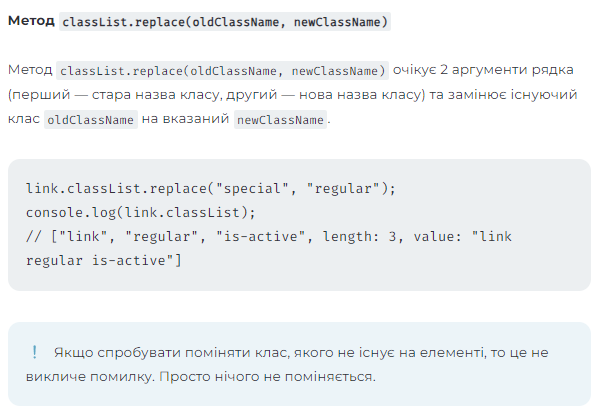 Метод classList.replace(oldClassName, newClassName)
Метод classList.replace(oldClassName, newClassName) очікує 2 аргументи рядка
(перший — стара назва класу, другий — нова назва класу) та замінює існуючий
клас oldClassName на вказаний newClassName.
link.classList.replace("special", "regular");
console.log(link.classList);
// ["link", "regular", "is-active", length: 3, value: "link
regular is-active"]
! Якщо спробувати поміняти клас, якого не існує на елементі, то це не
викличе помилку. Просто нічого не поміняється.